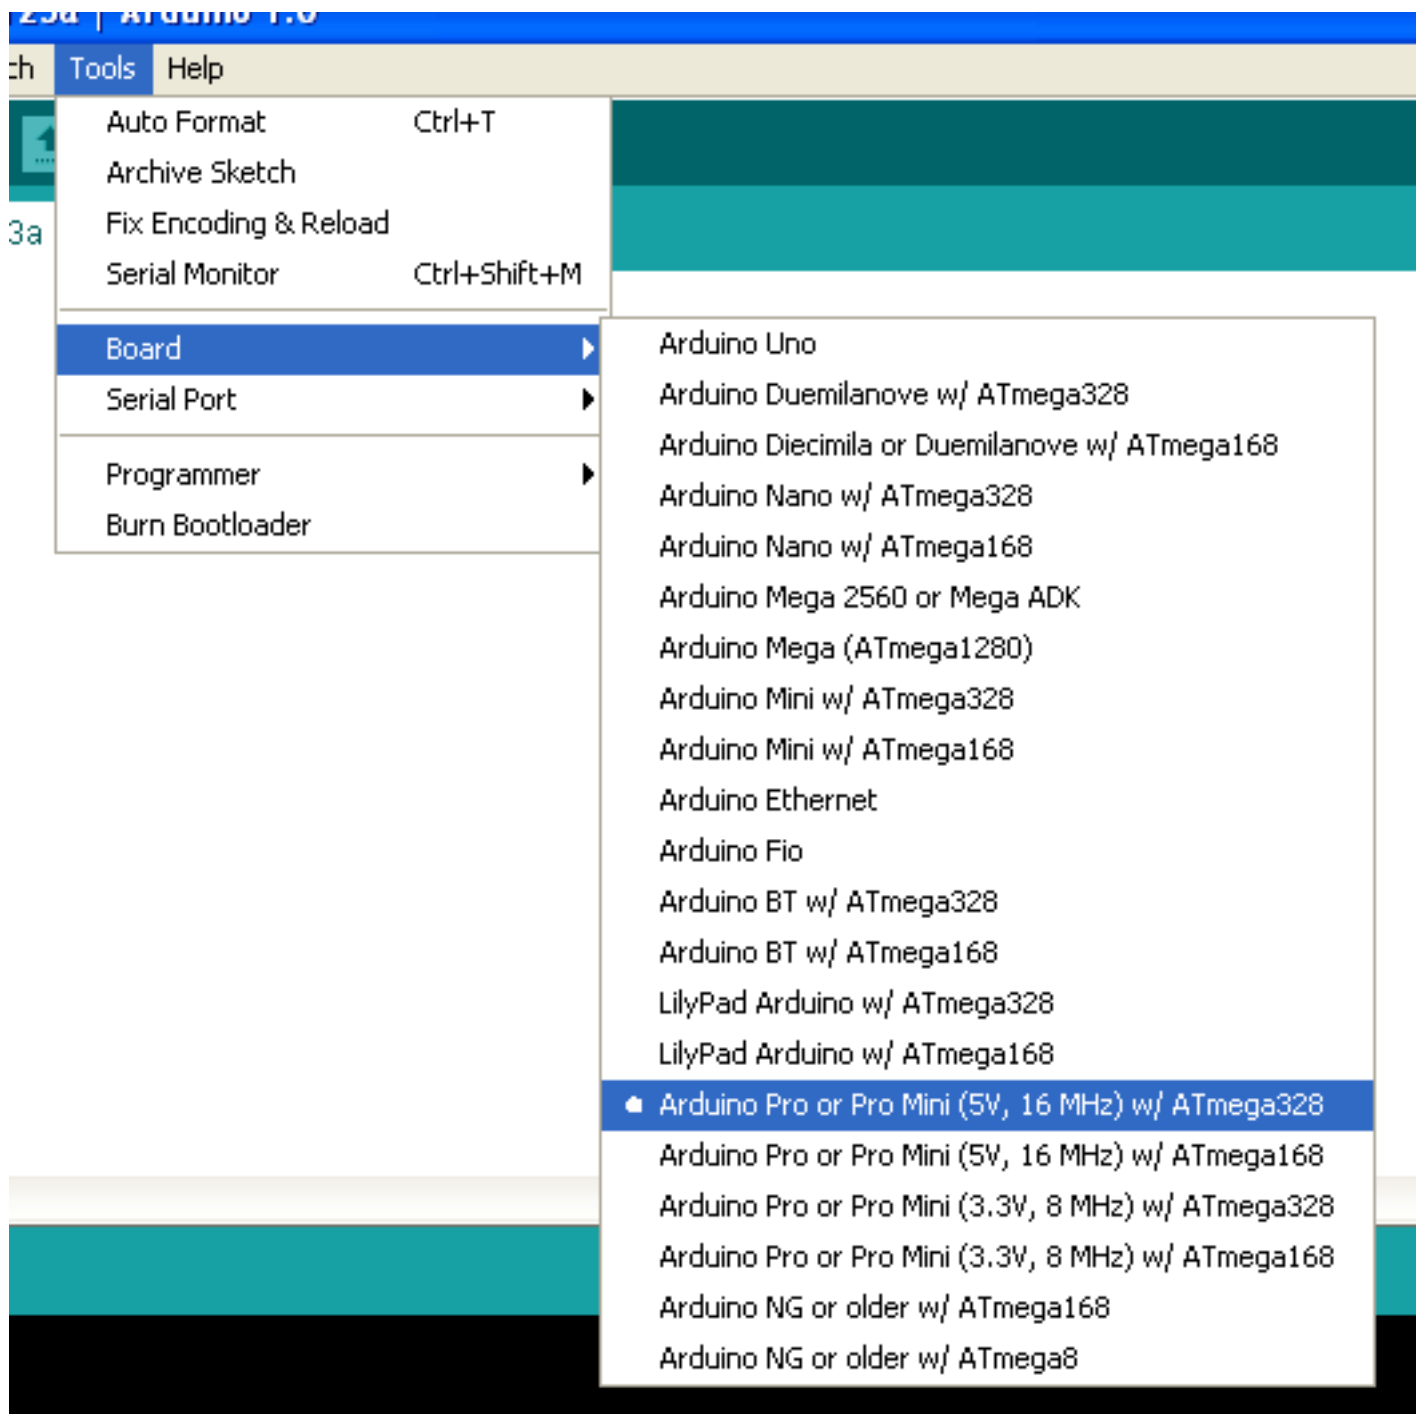 23a | Arduino 1.0
ch Tools Help
Auto Format Ctrl+T
Archive Sketch
Fix Encoding & Reload
3a
Serial Monitor Ctrl+Shift+M
Board
Serial Port
Programmer
Burn Bootloader
Arduino Uno
Arduino Duemilanove w/ ATmega328
Arduino Diecimila or Duemilanove w/ ATmega168
Arduino Nano w/ ATmega328
Arduino Nano w/ ATmega168
Arduino Mega 2560 or Mega ADK
Arduino Mega (ATmega1280)
Arduino Mini w/ ATmega328
Arduino Mini w/ ATmega168
Arduino Ethernet
Arduino Fio
Arduino BT w/ ATmega328
Arduino BT w/ ATmega168
LilyPad Arduino w/ ATmega328
LilyPad Arduino w/ ATmega168
Arduino Pro or Pro Mini (5V, 16 MHz) w/ ATmega328
Arduino Pro or Pro Mini (5V, 16 MHz) w/ ATmega168
Arduino Pro or Pro Mini (3.3V, 8 MHz) w/ ATmega328
Arduino Pro or Pro Mini (3.3V, 8 MHz) w/ ATmega168
Arduino NG or older w/ ATmega168
Arduino NG or older w/ ATmega8